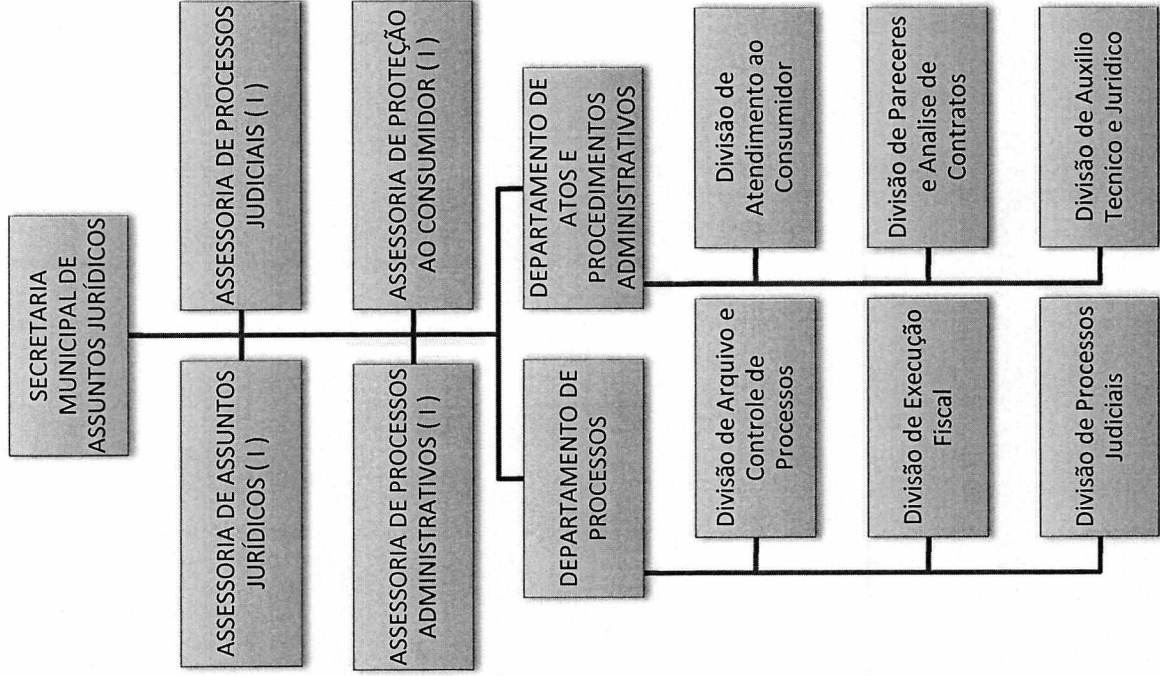 SECRETARIA
MUNICIPAL DE
ASSUNTOS JURÍDICOS
ASSESSORIA DE ASSUNTOS
JURÍDICOS ( I )
ASSESSORIA DE PROCESSOS
JUDICIAIS ( I )
ASSESSORIA DE PROCESSOS
ADMINISTRATIVOS ( I )
ASSESSORIA DE PROTEÇÃO
AO CONSUMIDOR ( I )
DEPARTAMENTO DE
PROCESSOS
DEPARTAMENTO DE
ATOS E
PROCEDIMENTOS
ADMINISTRATIVOS
Divisão de Arquivo e
Controle de
Processos
Divisão de
Atendimento ao
Consumidor
Divisão de Execução
Fiscal
Divisão de Pareceres
e Analise de
Contratos
Divisão de Processos
Judiciais
Divisão de Auxilio
Tecnico e Jurídico